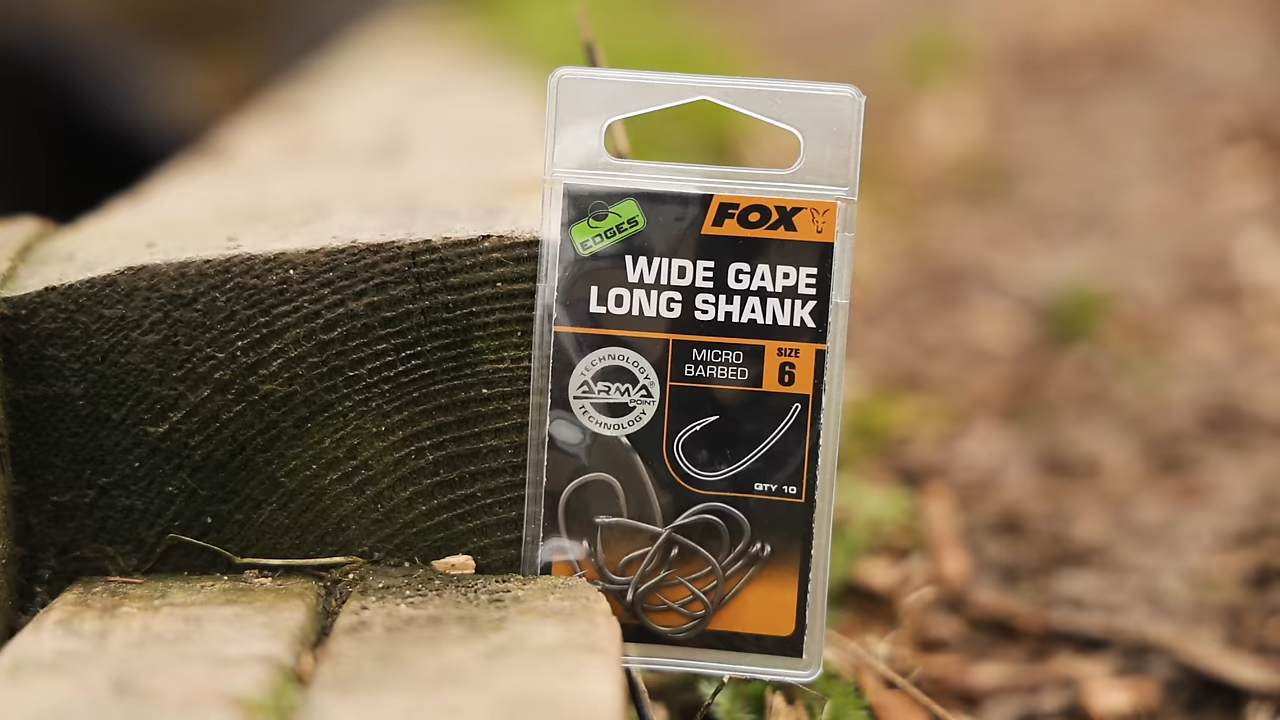 EDGES
FOX
WIDE GAPE
LONG SHANK
TECHNOLOGY®
ARMA
POINT
TECHNOLOGY
MICRO
BARBED
SIZE
6
QTY 10